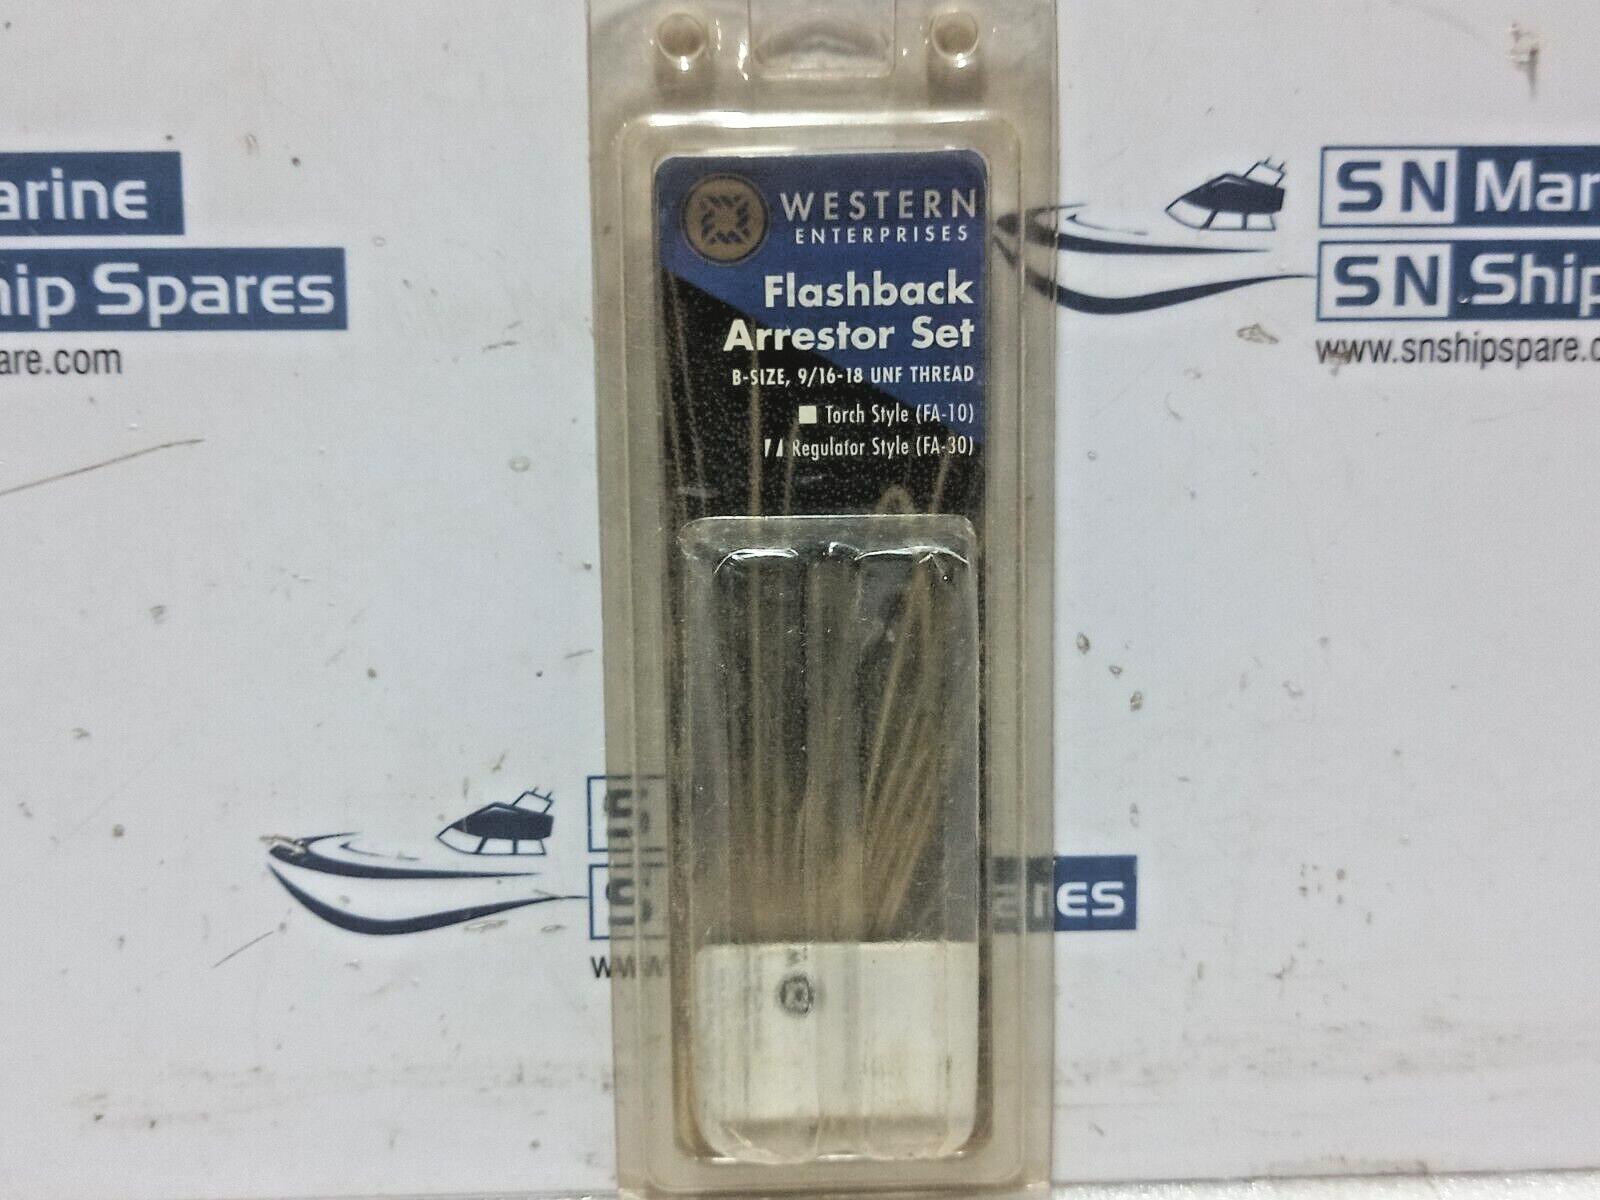 WESTERN
ENTERPRISES
Flashback
Arrestor Set
B-SIZE, 9/16-18 UNF THREAD
Torch Style (FA-10)
Regulator Style (FA-30)
arine
hip Spares
are.com
SN Mar
SN Ship
www.snshipspare.c
ES
www